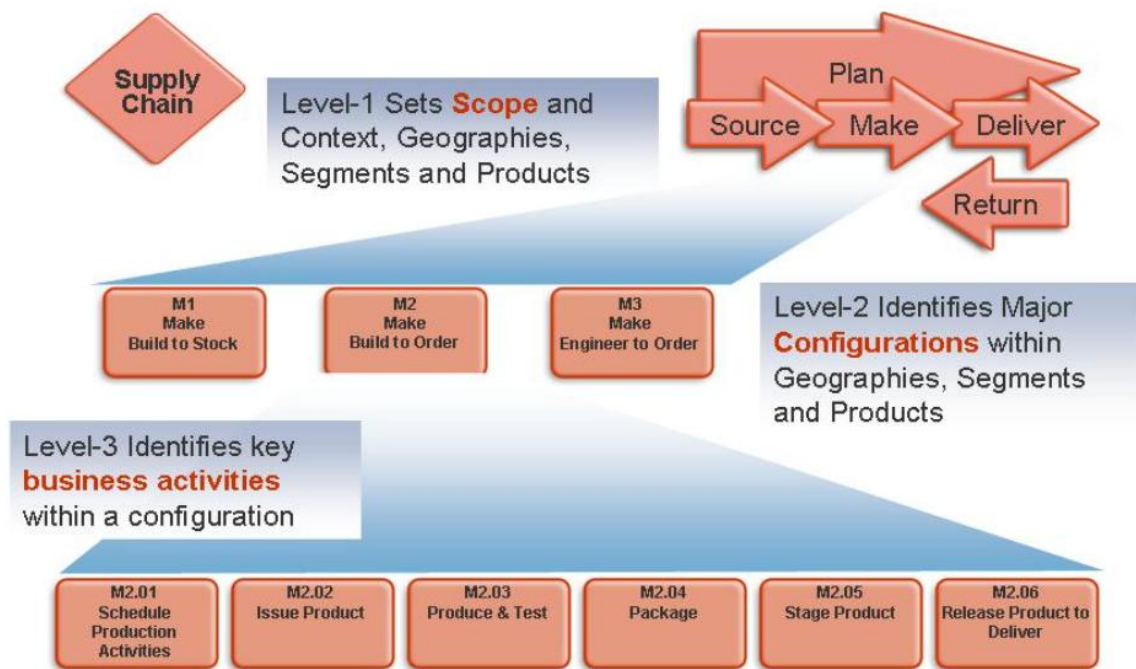 Supply
Chain
Level-1 Sets Scope and
Context, Geographies,
Segments and Products
Plan
Source
Make
Deliver
Return
M1
Make
Build to Stock
M2
Make
Build to Order
M3
Make
Engineer to Order
Level-2 Identifies Major
Configurations within
Geographies, Segments
and Products
Level-3 Identifies key
business activities
within a configuration
M2.01
Schedule
Production
Activities
M2.02
Issue Product
M2.03
Produce & Test
M2.04
Package
M2.05
Stage Product
M2.06
Release Product to
Deliver